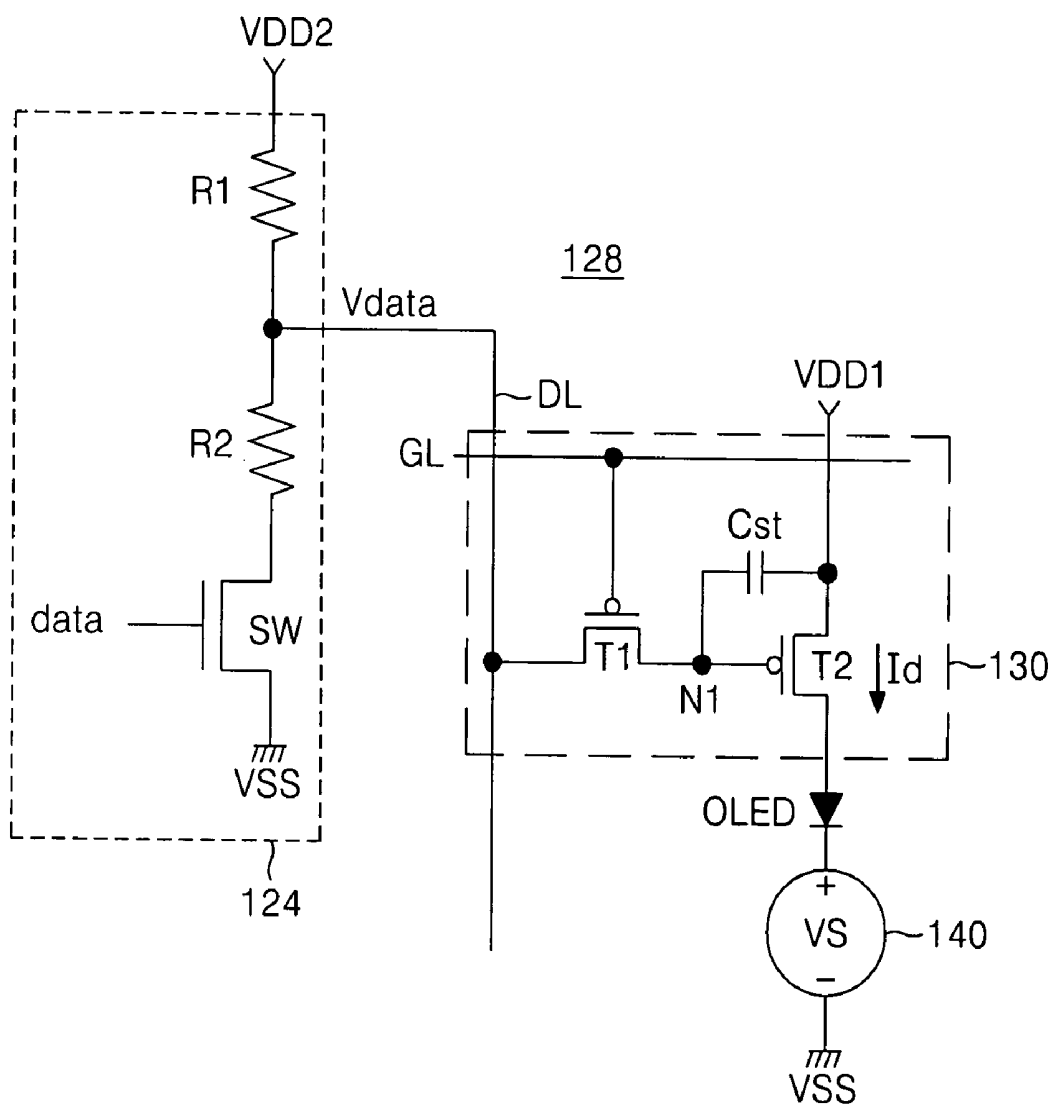 VDD2
R1
128
Vdata
VDD1
DL
R2
GL
Cst
data
SW
T1
T2
Id
130
N1
VSS
OLED
124
+
VS
140
−
VSS